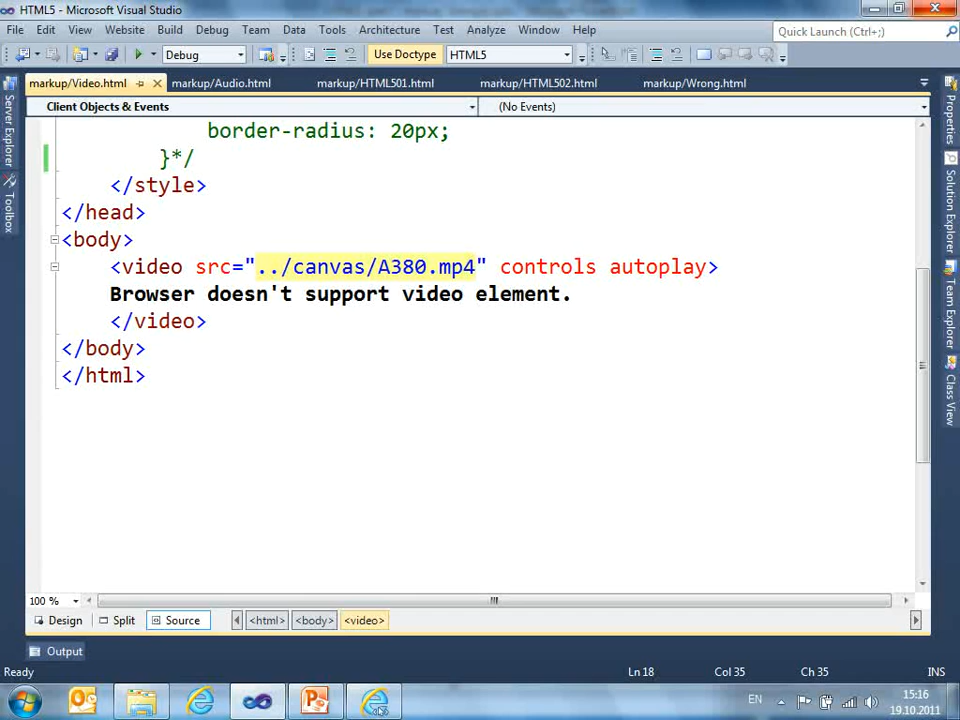 HTML5 - Microsoft Visual Studio
File Edit View Website Build Debug Team Data Tools Architecture Test Analyze Window Help
Quick Launch (Ctrl+;)
Debug Use Doctype HTML5
markup/Video.html markup/Audio.html markup/HTML501.html markup/HTML502.html markup/Wrong.html
Client Objects & Events (No Events)
Server Explorer
Toolbox
Properties
Solution Explorer
Team Explorer
Class View
border-radius: 20px;
}*/
</style>
</head>
<body>
<video src="../canvas/A380.mp4" controls autoplay>
Browser doesn't support video element.
</video>
</body>
</html>
100 %
Design Split Source <html> <body> <video>
Output
Ready Ln 18 Col 35 Ch 35 INS
EN 15:16
19.10.2011